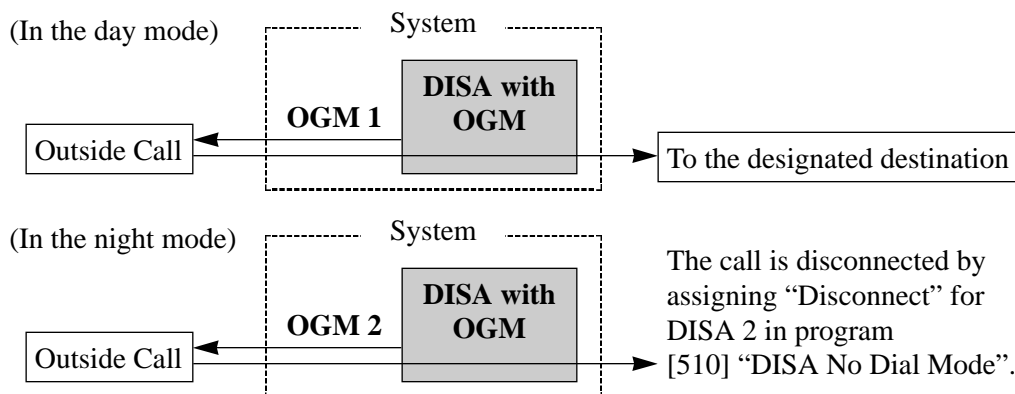 (In the day mode)
System
DISA with
OGM
OGM 1
Outside Call
To the designated destination
(In the night mode)
System
DISA with
OGM
OGM 2
Outside Call
The call is disconnected by
assigning “Disconnect” for
DISA 2 in program
[510] “DISA No Dial Mode”.